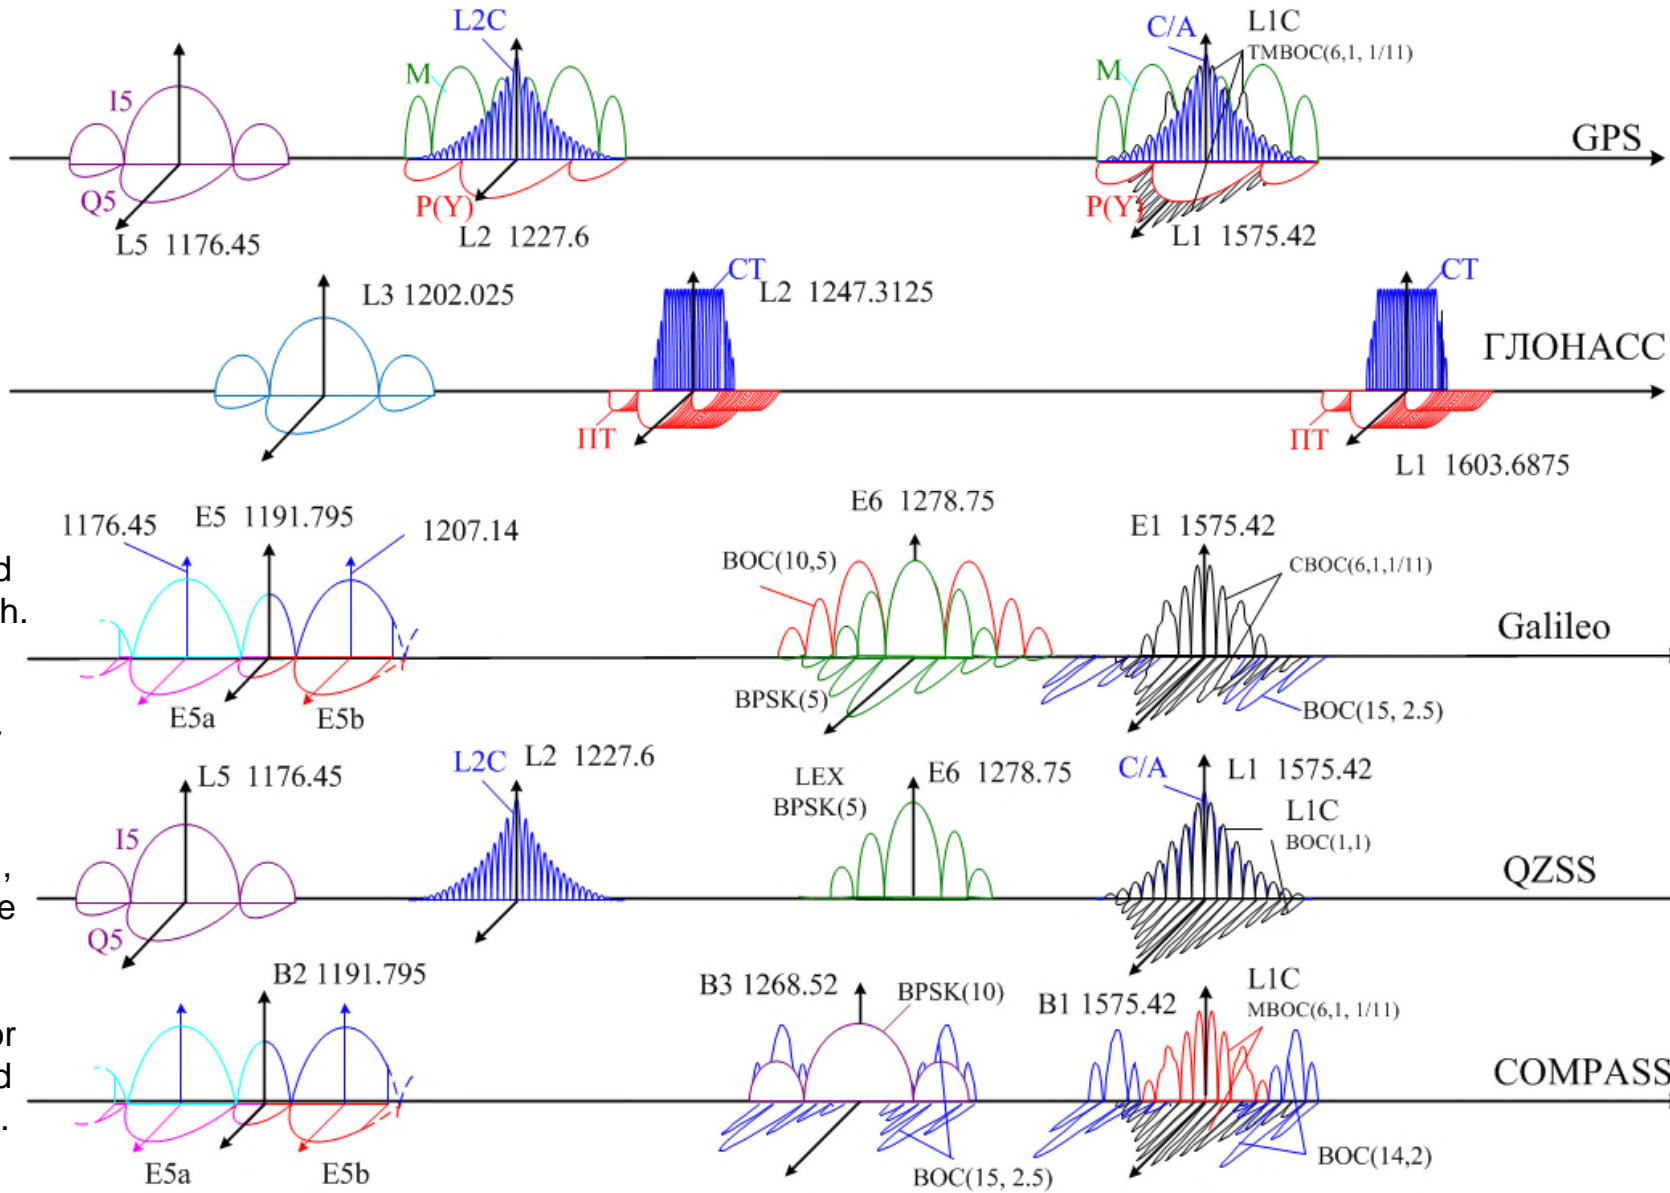 L2C
C/A
L1C
TMBOC(6,1, 1/11)
M
M
I5
GPS
Q5
P(Y)
P(Y)
L5 1176.45
L2 1227.6
L1 1575.42
CT
L3 1202.025
L2 1247.3125
CT
ГЛОНАСС
ПТ
ПТ
L1 1603.6875
1176.45
E5 1191.795
1207.14
E6 1278.75
E1 1575.42
BOC(10,5)
CBOC(6,1,1/11)
d
h.
Galileo
BPSK(5)
E5a
E5b
BOC(15, 2.5)
L5 1176.45
L2C
L2 1227.6
LEX
BPSK(5)
E6 1278.75
C/A
L1 1575.42
L1C
BOC(1,1)
I5
QZSS
,
e
Q5
B2 1191.795
B3 1268.52
BPSK(10)
B1 1575.42
L1C
MBOC(6,1, 1/11)
or
d
.
COMPASS
E5a
E5b
BOC(15, 2.5)
BOC(14,2)